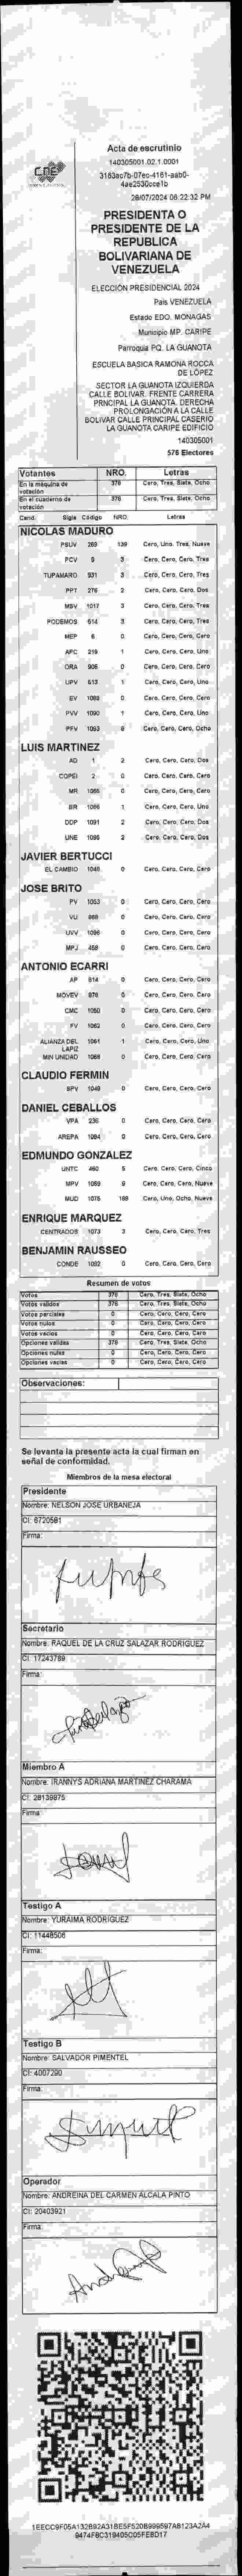 CNE
Acta de escrutinio
140305001.02.1.0001
4ae2530cce1b
28/07/2024 06:22:32 PM
PRESIDENTA O
PRESIDENTE DE LA
REPÚBLICA
BOLIVARIANA DE
VENEZUELA
ELECCIÓN PRESIDENCIAL 2024
País VENEZUELA
Estado EDO. MONAGAS
Municipio MP. CARIPE
Parroquia PQ. LA GUANOTA
ESCUELA BASICA RAMONA ROCCA
DE LÓPEZ
SECTOR LA GUANOTA IZQUIERDA
CALLE BOLIVAR. FRENTE CARRERA
PRNCIPAL LA GUANOTA. DERECHA
PROLONGACIÓN A LA CALLE
BOLIVAR CALLE PRINCIPAL CASERIO
LA GUANOTA CARIPE EDIFICIO
140305001
576 Electores
Votantes NRO. Letras
En la máquina de votación 378 Cero, Tres, Siete, Ocho
En el cuaderno de votación 378 Cero, Tres, Siete, Ocho
Cand. Sigla Código NRO. Letras
NICOLAS MADURO
PSUV 269 139 Cero, Uno, Tres, Nueve
PCV 9 3 Cero, Cero, Cero, Tres
TUPAMARO 931 3 Cero, Cero, Cero, Tres
PPT 276 2 Cero, Cero, Cero, Dos
MSV 1017 3 Cero, Cero, Cero, Tres
PODEMOS 514 3 Cero, Cero, Cero, Tres
MEP 6 0 Cero, Cero, Cero, Cero
APC 219 1 Cero, Cero, Cero, Uno
ORA 905 0 Cero, Cero, Cero, Cero
UPV 513 1 Cero, Cero, Cero, Uno
EV 1089 0 Cero, Cero, Cero, Cero
PVV 1090 1 Cero, Cero, Cero, Uno
PFV 1093 8 Cero, Cero, Cero, Ocho
LUIS MARTINEZ
AD 1 2 Cero, Cero, Cero, Dos
COPEI 2 0 Cero, Cero, Cero, Cero
MR 1065 0 Cero, Cero, Cero, Cero
BR 1086 1 Cero, Cero, Cero, Uno
DDP 1091 2 Cero, Cero, Cero, Dos
UNE 1095 2 Cero, Cero, Cero, Dos
JAVIER BERTUCCI
EL CAMBIO 1048 0 Cero, Cero, Cero, Cero
JOSE BRITO
PV 1053 0 Cero, Cero, Cero, Cero
VU 868 0 Cero, Cero, Cero, Cero
UVV 1096 0 Cero, Cero, Cero, Cero
MPJ 458 0 Cero, Cero, Cero, Cero
ANTONIO ECARRI
AP 814 0 Cero, Cero, Cero, Cero
MOVEV 978 0 Cero, Cero, Cero, Cero
CMC 1050 0 Cero, Cero, Cero, Cero
FV 1062 0 Cero, Cero, Cero, Cero
ALIANZA DEL LAPIZ 1061 1 Cero, Cero, Cero, Uno
MIN UNIDAD 1068 0 Cero, Cero, Cero, Cero
CLAUDIO FERMIN
SPV 1049 0 Cero, Cero, Cero, Cero
DANIEL CEBALLOS
VPA 236 0 Cero, Cero, Cero, Cero
AREPA 1094 0 Cero, Cero, Cero, Cero
EDMUNDO GONZALEZ
UNTC 460 5 Cero, Cero, Cero, Cinco
MPV 1059 9 Cero, Cero, Cero, Nueve
MUD 1075 189 Cero, Uno, Ocho, Nueve
ENRIQUE MARQUEZ
CENTRADOS 1073 3 Cero, Cero, Cero, Tres
BENJAMIN RAUSSEO
CONDE 1092 0 Cero, Cero, Cero, Cero
Resumen de votos
Votos 378 Cero, Tres, Siete, Ocho
Votos validos 378 Cero, Tres, Siete, Ocho
Votos parciales 0 Cero, Cero, Cero, Cero
Votos nulos 0 Cero, Cero, Cero, Cero
Votos vacios 0 Cero, Cero, Cero, Cero
Opciones validas 378 Cero, Tres, Siete, Ocho
Opciones nulas 0 Cero, Cero, Cero, Cero
Opciones vacias 0 Cero, Cero, Cero, Cero
Observaciones:
Se levanta la presente acta la cual firman en
señal de conformidad.
Miembros de la mesa electoral
Presidente
Nombre: NELSON JOSE URBANEJA
CI: 6720581
Firma:
Secretario
Nombre: RAQUEL DE LA CRUZ SALAZAR RODRIGUEZ
CI: 17243789
Firma:
Miembro A
Nombre: IRANNYS ADRIANA MARTINEZ CHARAMA
CI: 28139875
Firma:
Testigo A
Nombre: YURAIMA RODRIGUEZ
CI: 11448506
Firma:
Testigo B
Nombre: SALVADOR PIMENTEL
CI: 4007290
Firma:
Operador
Nombre: ANDREINA DEL CARMEN ALCALA PINTO
CI: 20403921
Firma: